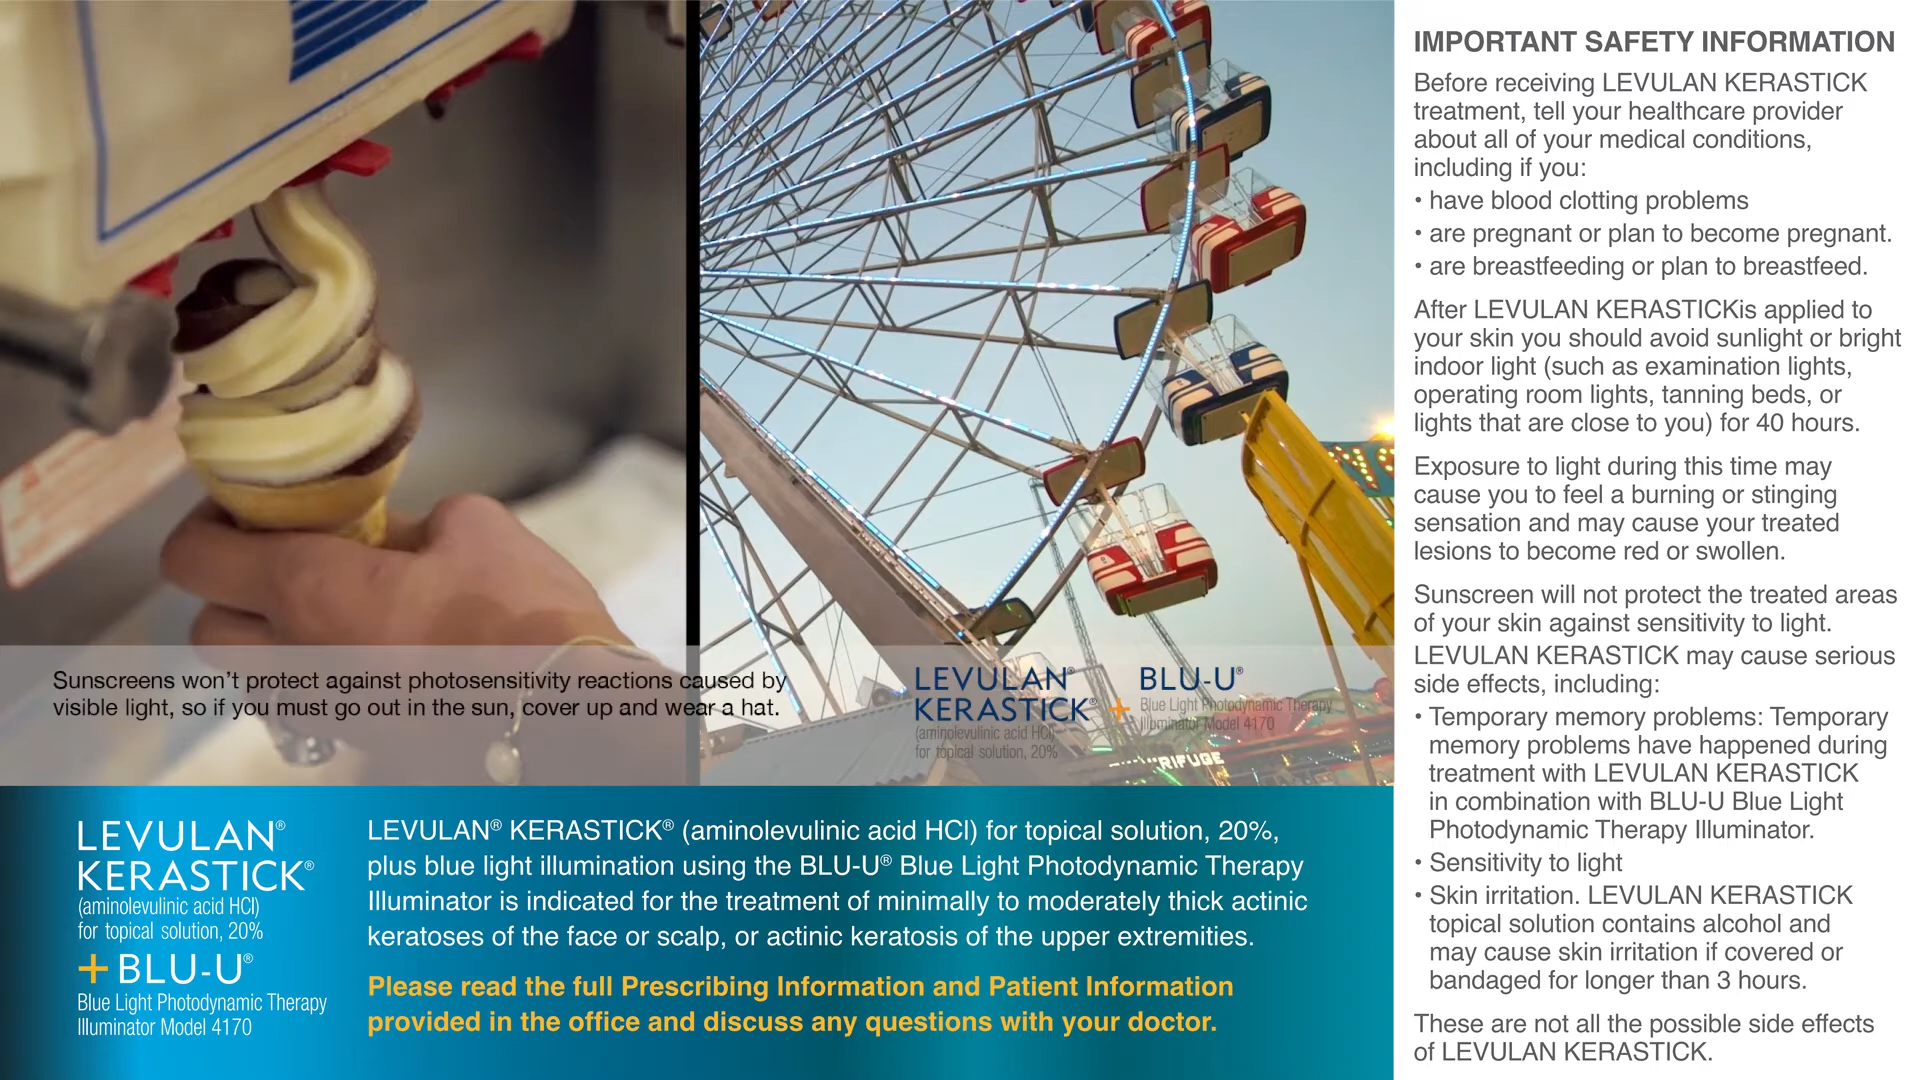 Sunscreens won't protect against photosensitivity reactions caused by
visible light, so if you must go out in the sun, cover up and wear a hat.
LEVULAN®
KERASTICK®
(aminolevulinic acid HCl)
for topical solution, 20%
+ BLU-U®
Blue Light Photodynamic Therapy
Illuminator Model 4170
RIFUGE
LEVULAN®
KERASTICK®
(aminolevulinic acid HCl)
for topical solution, 20%
+ BLU-U®
Blue Light Photodynamic Therapy
Illuminator Model 4170
LEVULAN® KERASTICK® (aminolevulinic acid HCl) for topical solution, 20%,
plus blue light illumination using the BLU-U® Blue Light Photodynamic Therapy
Illuminator is indicated for the treatment of minimally to moderately thick actinic
keratoses of the face or scalp, or actinic keratosis of the upper extremities.
Please read the full Prescribing Information and Patient Information
provided in the office and discuss any questions with your doctor.
IMPORTANT SAFETY INFORMATION
Before receiving LEVULAN KERASTICK
treatment, tell your healthcare provider
about all of your medical conditions,
including if you:
• have blood clotting problems
• are pregnant or plan to become pregnant.
• are breastfeeding or plan to breastfeed.
After LEVULAN KERASTICKis applied to
your skin you should avoid sunlight or bright
indoor light (such as examination lights,
operating room lights, tanning beds, or
lights that are close to you) for 40 hours.
Exposure to light during this time may
cause you to feel a burning or stinging
sensation and may cause your treated
lesions to become red or swollen.
Sunscreen will not protect the treated areas
of your skin against sensitivity to light.
LEVULAN KERASTICK may cause serious
side effects, including:
• Temporary memory problems: Temporary
memory problems have happened during
treatment with LEVULAN KERASTICK
in combination with BLU-U Blue Light
Photodynamic Therapy Illuminator.
• Sensitivity to light
• Skin irritation. LEVULAN KERASTICK
topical solution contains alcohol and
may cause skin irritation if covered or
bandaged for longer than 3 hours.
These are not all the possible side effects
of LEVULAN KERASTICK.